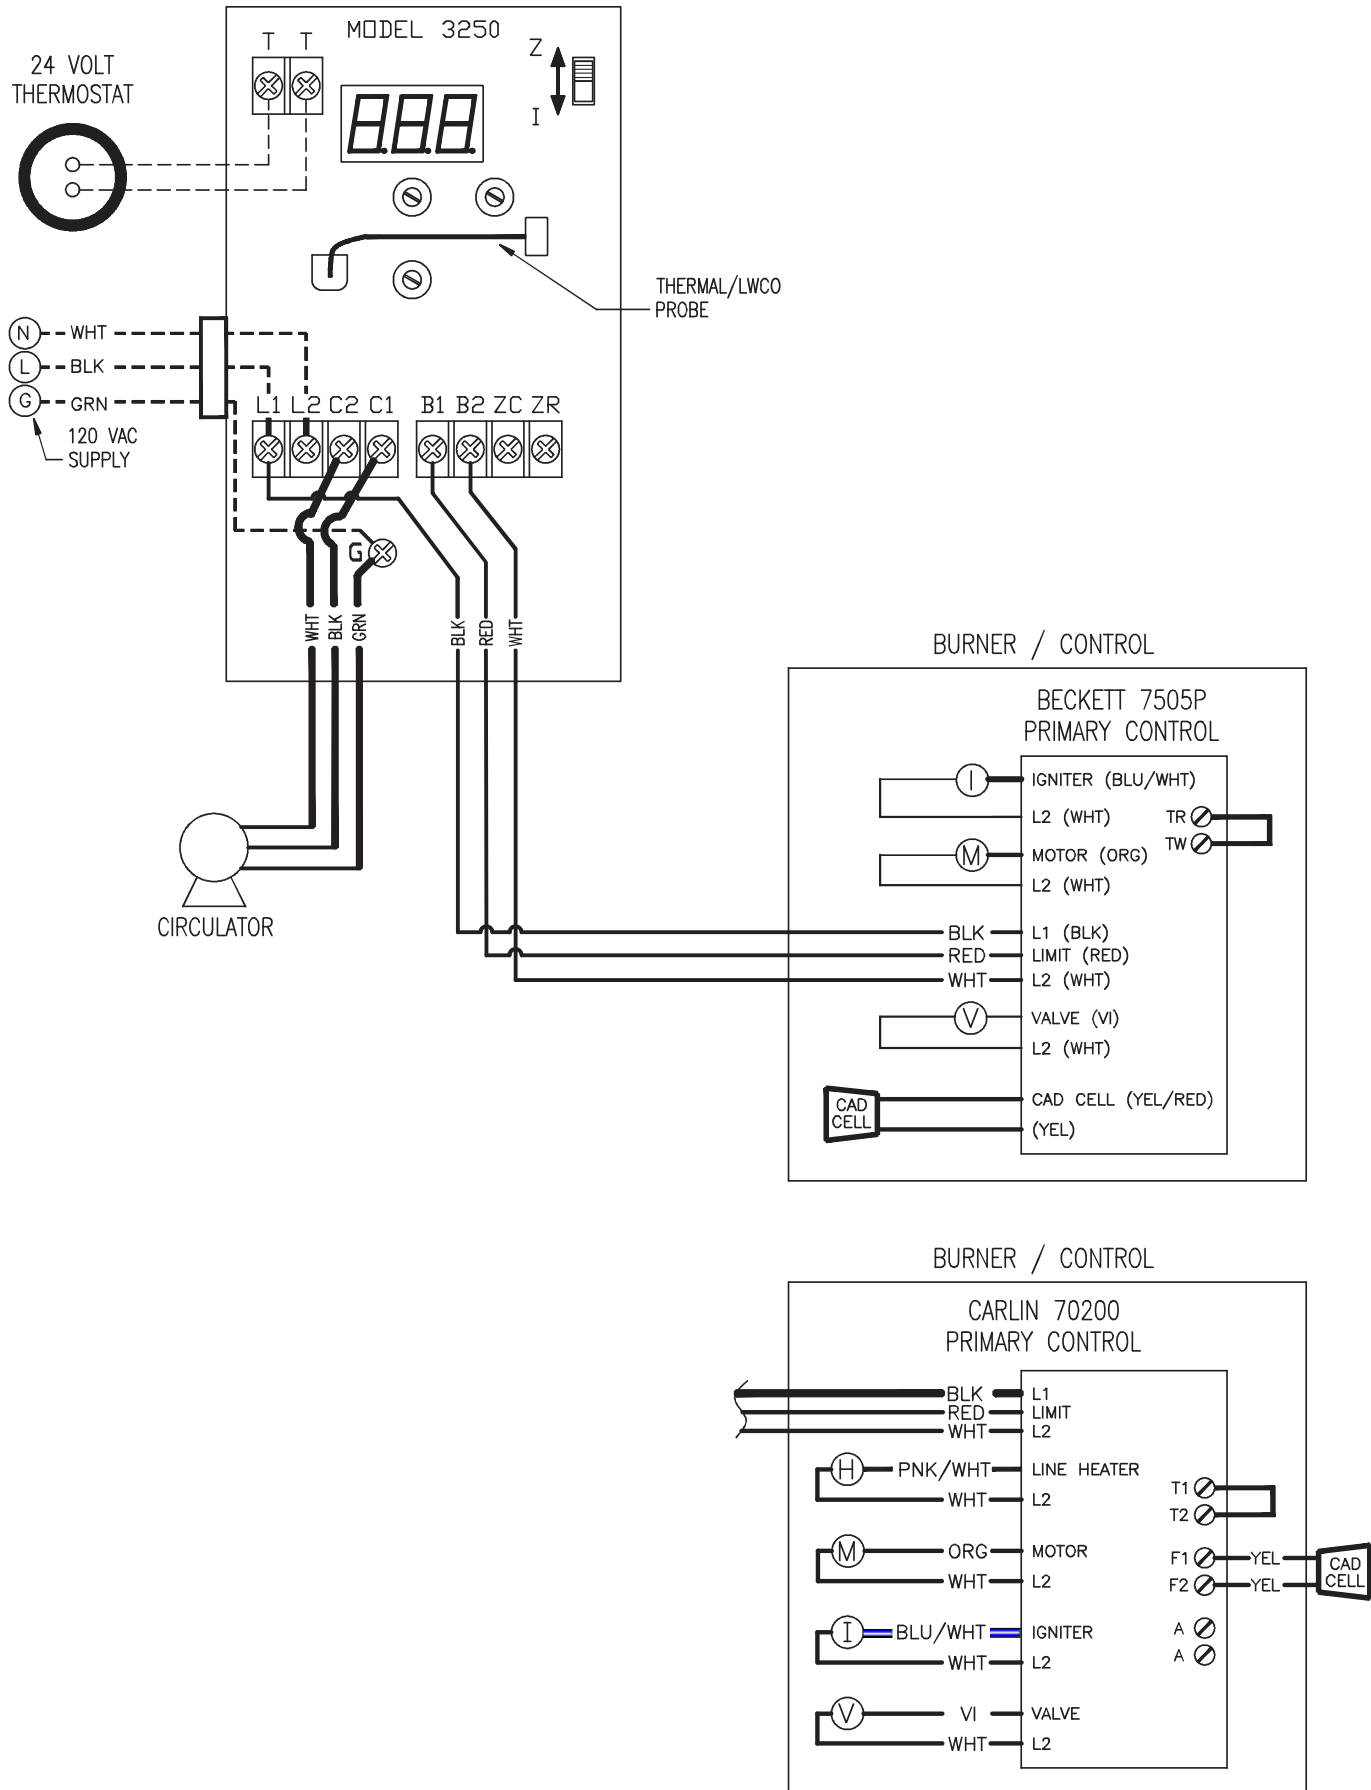 MODEL 3250
T T
Z
I
24 VOLT
THERMOSTAT
8.8.8
THERMAL/LWCO
PROBE
N WHT
L BLK
G GRN
120 VAC
SUPPLY
L1 L2 C2 C1 B1 B2 ZC ZR
G
WHT
BLK
GRN
BLK
RED
WHT
CIRCULATOR
BURNER / CONTROL
BECKETT 7505P
PRIMARY CONTROL
I IGNITER (BLU/WHT)
L2 (WHT) TR
TW
M MOTOR (ORG)
L2 (WHT)
BLK L1 (BLK)
RED LIMIT (RED)
WHT L2 (WHT)
V VALVE (VI)
L2 (WHT)
CAD
CELL
CAD CELL (YEL/RED)
(YEL)
BURNER / CONTROL
CARLIN 70200
PRIMARY CONTROL
BLK L1
RED LIMIT
WHT L2
H PNK/WHT LINE HEATER
WHT L2
T1
T2
M ORG MOTOR
WHT L2
F1 YEL
F2 YEL
CAD
CELL
I BLU/WHT IGNITER
WHT L2
A
A
V VI VALVE
WHT L2